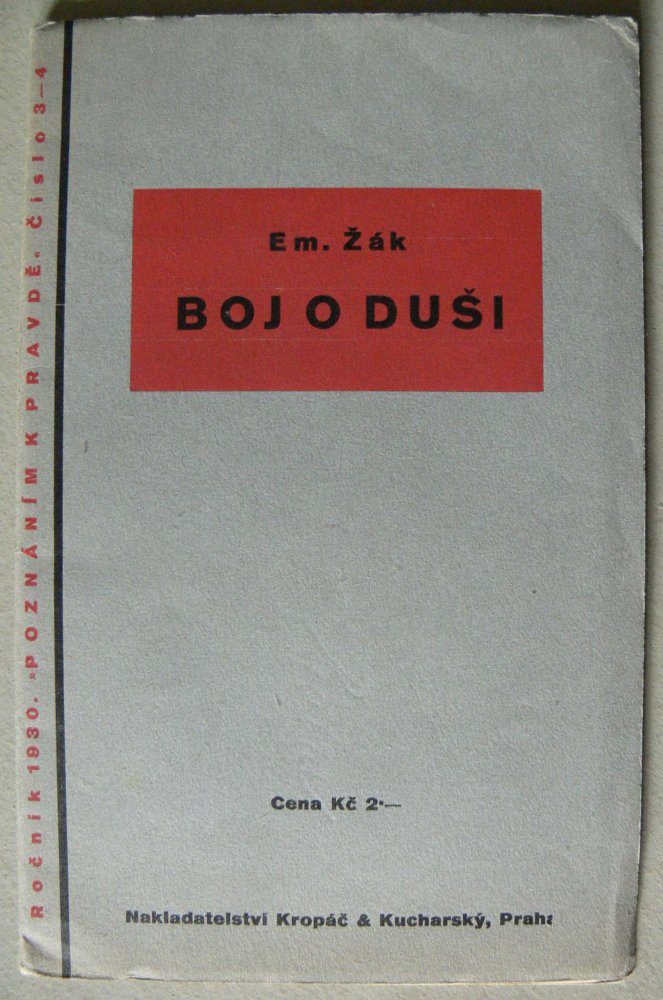 Ročník 1930. »POZNÁNÍM K PRAVDĚ« Číslo 3—4
Em. Žák
BOJ O DUŠI
Cena Kč 2·—
Nakladatelství Kropáč & Kucharský, Praha